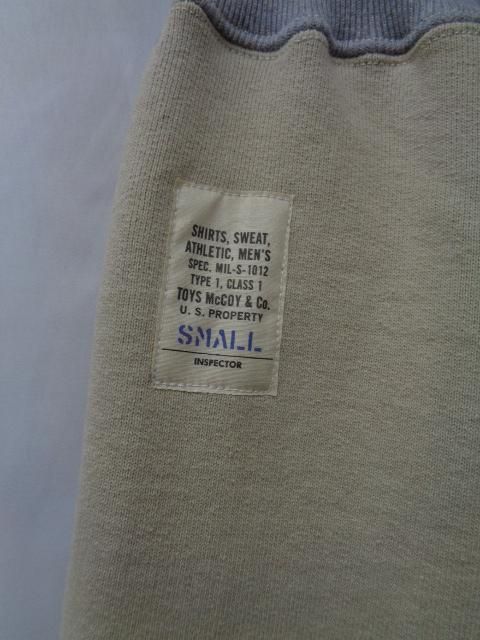 SHIRTS, SWEAT,
ATHLETIC, MEN'S
SPEC. MIL-S-1012
TYPE 1, CLASS 1
TOYS McCOY & Co.
U. S. PROPERTY
SMALL
INSPECTOR